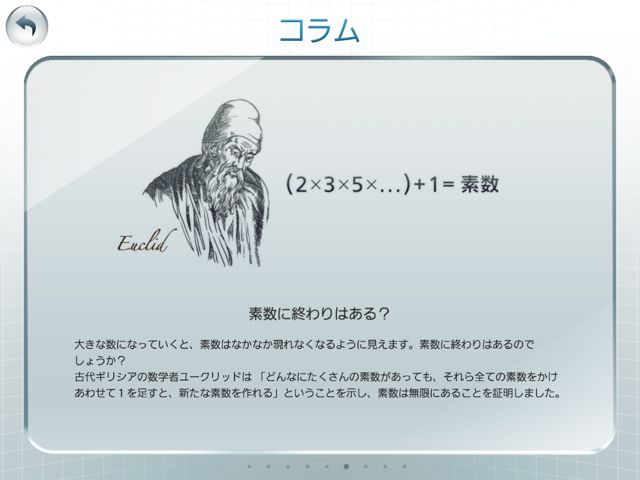 コラム
(2×3×5×...)+1= 素数
Euclid
素数に終わりはある？
大きな数になっていくと、素数はなかなか現れなくなるように見えます。素数に終わりはあるので
しょうか？
古代ギリシアの数学者ユークリッドは 「どんなにたくさんの素数があっても、それら全ての素数をかけ
あわせて１を足すと、新たな素数を作れる」ということを示し、素数は無限にあることを証明しました。